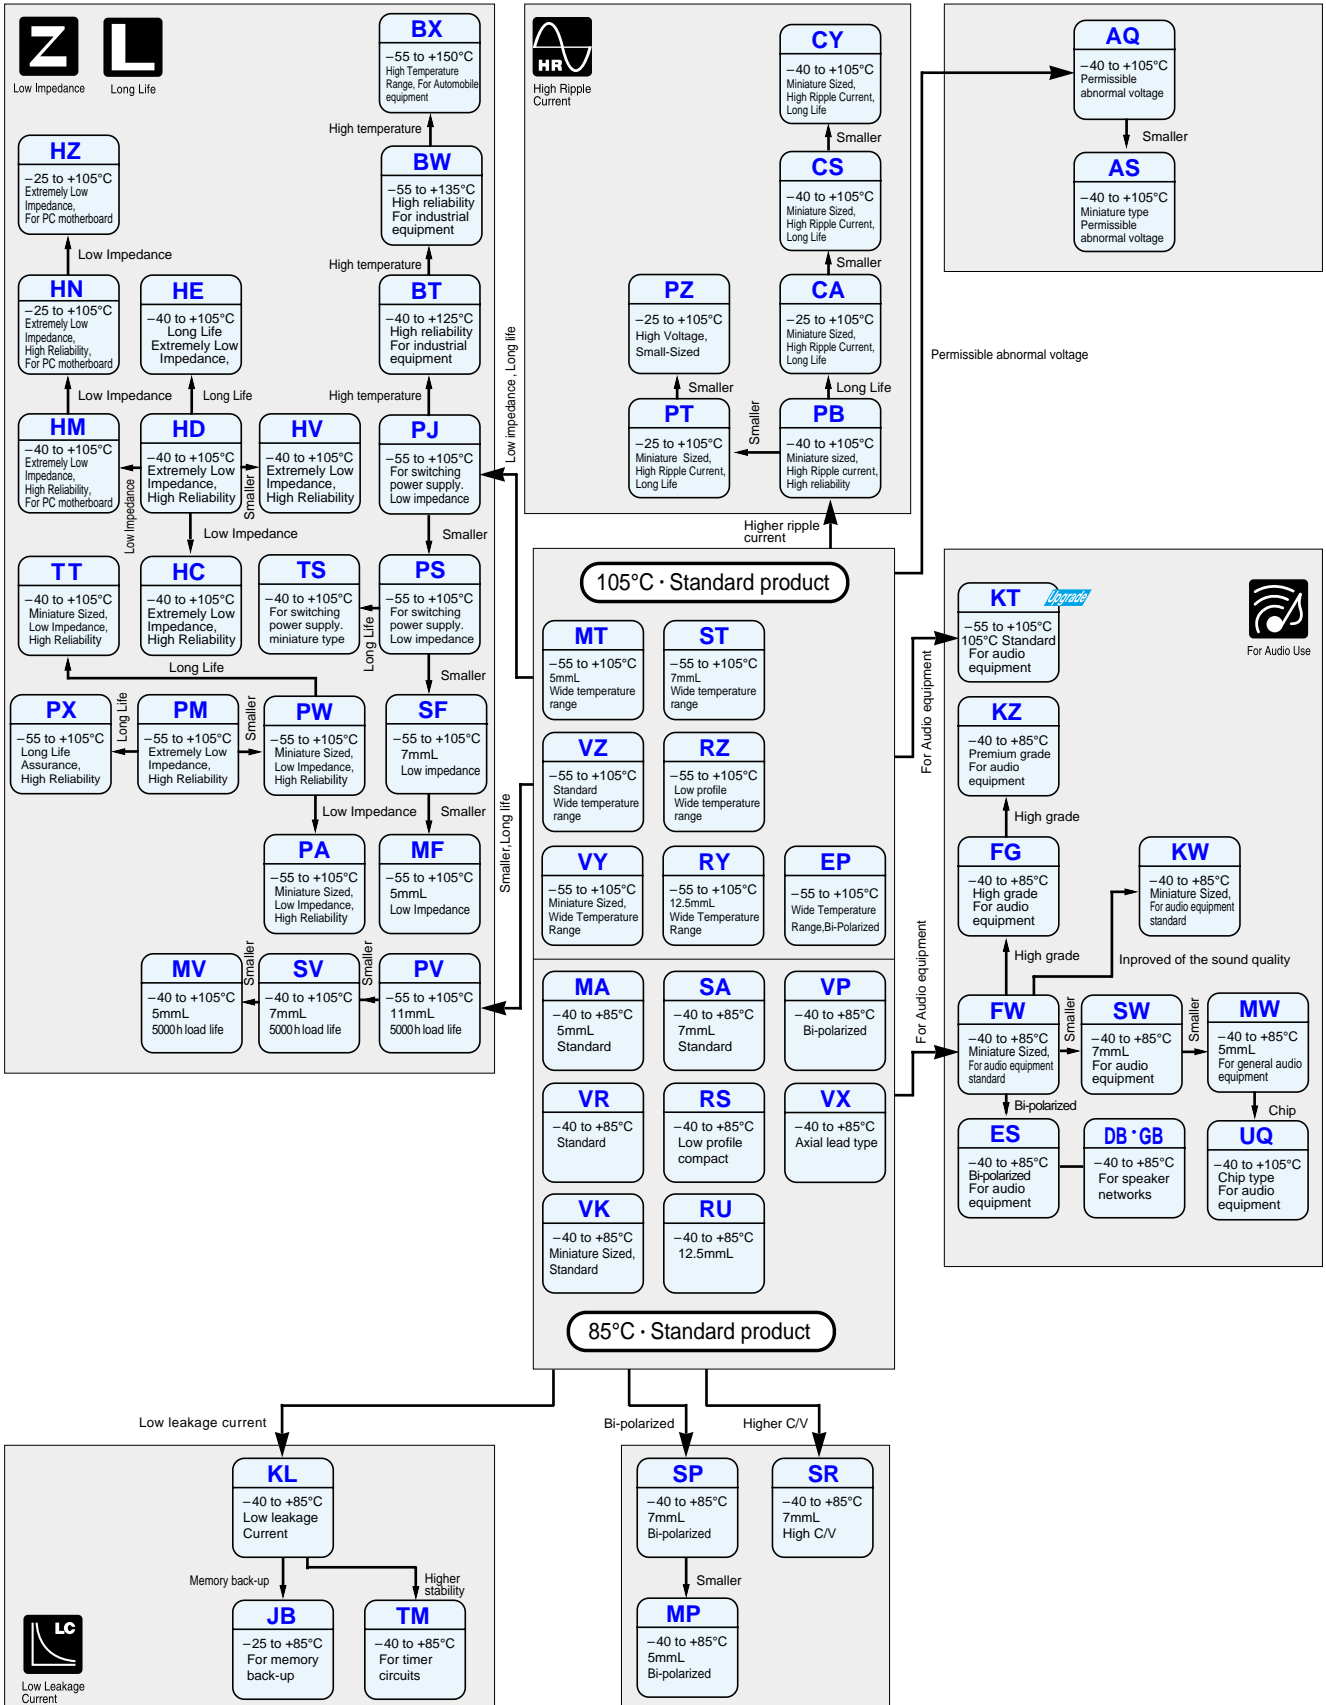 Z
L
Low Impedance
Long Life
BX
−55 to +150°C
High Temperature
Range, For Automobile
equipment
High temperature
BW
−55 to +135°C
High reliability
For industrial
equipment
High temperature
BT
−40 to +125°C
High reliability
For industrial
equipment
High temperature
HZ
−25 to +105°C
Extremely Low
Impedance,
For PC motherboard
Low Impedance
HN
−25 to +105°C
Extremely Low
Impedance,
High Reliability,
For PC motherboard
HE
−40 to +105°C
Long Life
Extremely Low
Impedance,
Low Impedance
Long Life
HM
−40 to +105°C
Extremely Low
Impedance,
High Reliability,
For PC motherboard
Low Impedance
HD
−40 to +105°C
Extremely Low
Impedance,
High Reliability
Smaller
HV
−40 to +105°C
Extremely Low
Impedance,
High Reliability
PJ
−55 to +105°C
For switching
power supply.
Low impedance
Low impedance, Long life
Low Impedance
Smaller
TT
−40 to +105°C
Miniature Sized,
Low Impedance,
High Reliability
HC
−40 to +105°C
Extremely Low
Impedance,
High Reliability
TS
−40 to +105°C
For switching
power supply.
miniature type
Long Life
PS
−55 to +105°C
For switching
power supply.
Low impedance
Long Life
Smaller
PX
−55 to +105°C
Long Life
Assurance,
High Reliability
Long Life
PM
−55 to +105°C
Extremely Low
Impedance,
High Reliability
Smaller
PW
−55 to +105°C
Miniature Sized,
Low Impedance,
High Reliability
SF
−55 to +105°C
7mmL
Low impedance
Low Impedance
Smaller
PA
−55 to +105°C
Miniature Sized,
Low Impedance,
High Reliability
MF
−55 to +105°C
5mmL
Low Impedance
Smaller,Long life
MV
−40 to +105°C
5mmL
5000h load life
Smaller
SV
−40 to +105°C
7mmL
5000h load life
Smaller
PV
−55 to +105°C
11mmL
5000h load life
HR
High Ripple
Current
CY
−40 to +105°C
Miniature Sized,
High Ripple Current,
Long Life
Smaller
CS
−40 to +105°C
Miniature Sized,
High Ripple Current,
Long Life
Smaller
PZ
−25 to +105°C
High Voltage,
Small-Sized
CA
−25 to +105°C
Miniature Sized,
High Ripple Current,
Long Life
Smaller
Long Life
PT
−25 to +105°C
Miniature Sized,
High Ripple Current,
Long Life
Smaller
PB
−40 to +105°C
Miniature sized,
High Ripple current,
High reliability
Higher ripple
current
AQ
−40 to +105°C
Permissible
abnormal voltage
Smaller
AS
−40 to +105°C
Miniature type
Permissible
abnormal voltage
Permissible abnormal voltage
105°C · Standard product
MT
−55 to +105°C
5mmL
Wide temperature
range
ST
−55 to +105°C
7mmL
Wide temperature
range
VZ
−55 to +105°C
Standard
Wide temperature
range
RZ
−55 to +105°C
Low profile
Wide temperature
range
VY
−55 to +105°C
Miniature Sized,
Wide Temperature
Range
RY
−55 to +105°C
12.5mmL
Wide Temperature
Range
EP
−55 to +105°C
Wide Temperature
Range,Bi-Polarized
MA
−40 to +85°C
5mmL
Standard
SA
−40 to +85°C
7mmL
Standard
VP
−40 to +85°C
Bi-polarized
VR
−40 to +85°C
Standard
RS
−40 to +85°C
Low profile
compact
VX
−40 to +85°C
Axial lead type
VK
−40 to +85°C
Miniature Sized,
Standard
RU
−40 to +85°C
12.5mmL
85°C · Standard product
For Audio equipment
For Audio equipment
KT
Upgrade
−55 to +105°C
105°C Standard
For audio
equipment
For Audio Use
KZ
−40 to +85°C
Premium grade
For audio
equipment
High grade
FG
−40 to +85°C
High grade
For audio
equipment
KW
−40 to +85°C
Miniature Sized,
For audio equipment
standard
High grade
Inproved of the sound quality
FW
−40 to +85°C
Miniature Sized,
For audio equipment
standard
Smaller
SW
−40 to +85°C
7mmL
For audio
equipment
Smaller
MW
−40 to +85°C
5mmL
For general audio
equipment
Bi-polarized
Chip
ES
−40 to +85°C
Bi-polarized
For audio
equipment
DB · GB
−40 to +85°C
For speaker
networks
UQ
−40 to +105°C
Chip type
For audio
equipment
Low leakage current
Bi-polarized
Higher C/V
KL
−40 to +85°C
Low leakage
Current
Memory back-up
Higher
stability
JB
−25 to +85°C
For memory
back-up
TM
−40 to +85°C
For timer
circuits
LC
Low Leakage
Current
SP
−40 to +85°C
7mmL
Bi-polarized
SR
−40 to +85°C
7mmL
High C/V
Smaller
MP
−40 to +85°C
5mmL
Bi-polarized